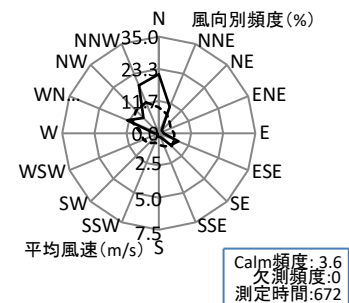 N
風向別頻度(%)
35.0
NNW
NNE
NW
23.3
NE
WN...
11.7
ENE
W
0.0
E
WSW
2.5
ESE
SW
5.0
SE
SSW
SSE
7.5
平均風速(m/s)
S
Calm頻度: 3.6
欠測頻度:0
測定時間:672